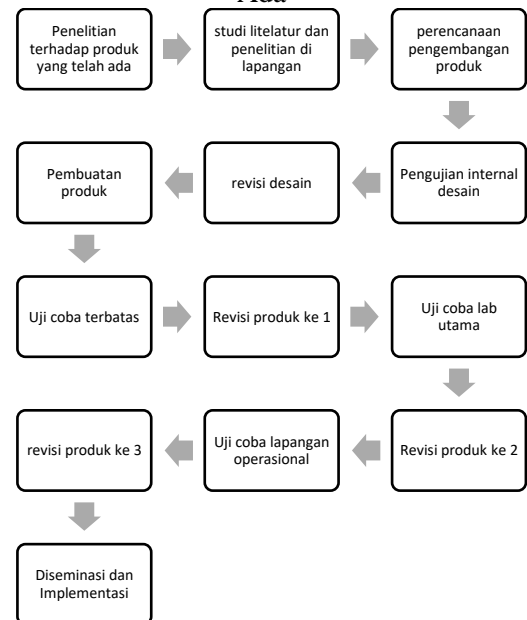 Ada
Penelitian
terhadap produk
yang telah ada
studi litelatur dan
penelitian di
lapangan
perencanaan
pengembangan
produk
Pengujian internal
desain
revisi desain
Pembuatan
produk
Uji coba terbatas
Revisi produk ke 1
Uji coba lab
utama
Revisi produk ke 2
Uji coba lapangan
operasional
revisi produk ke 3
Diseminasi dan
Implementasi